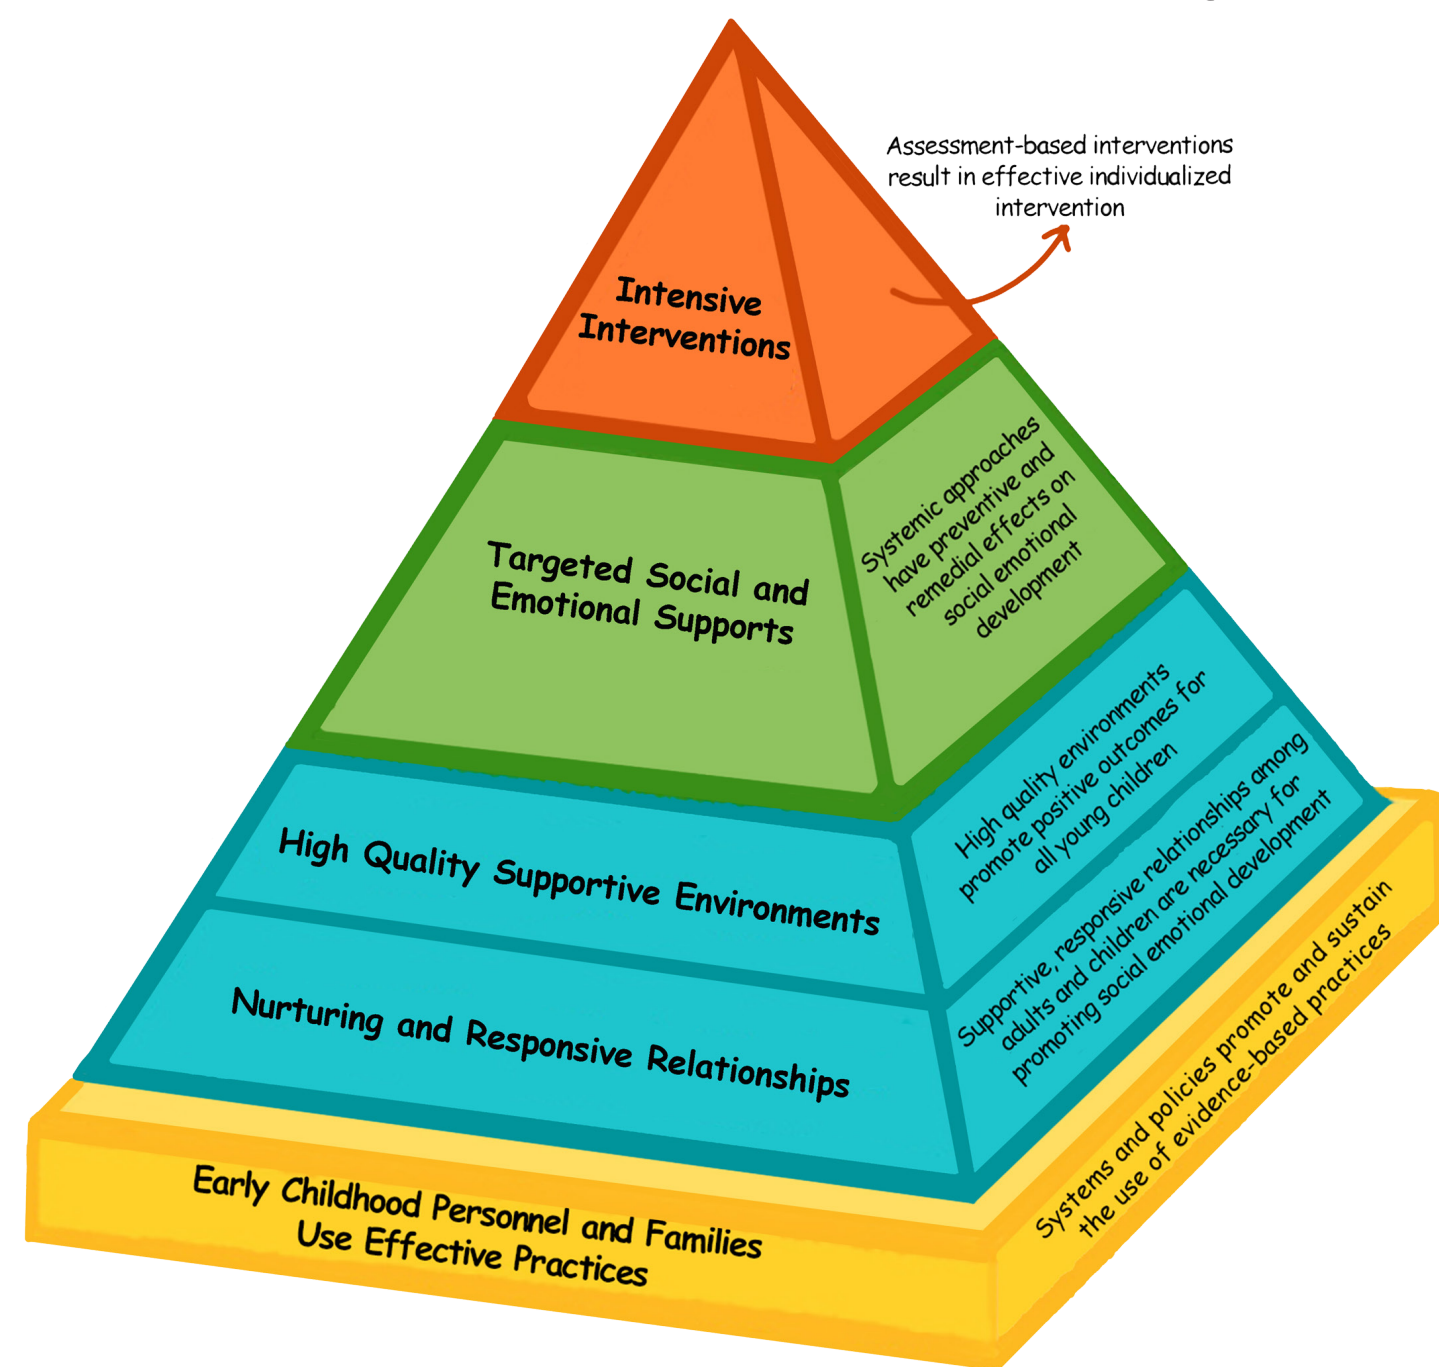 Assessment-based interventions
result in effective individualized
intervention
Intensive
Interventions
Targeted Social and
Emotional Supports
Systemic approaches
have preventive and
remedial effects on
social emotional
development
High Quality Supportive Environments
High quality environments
promote positive outcomes for
all young children
Nurturing and Responsive Relationships
Supportive, responsive relationships among
adults and children are necessary for
promoting social emotional development
Early Childhood Personnel and Families
Use Effective Practices
Systems and policies promote and sustain
the use of evidence-based practices